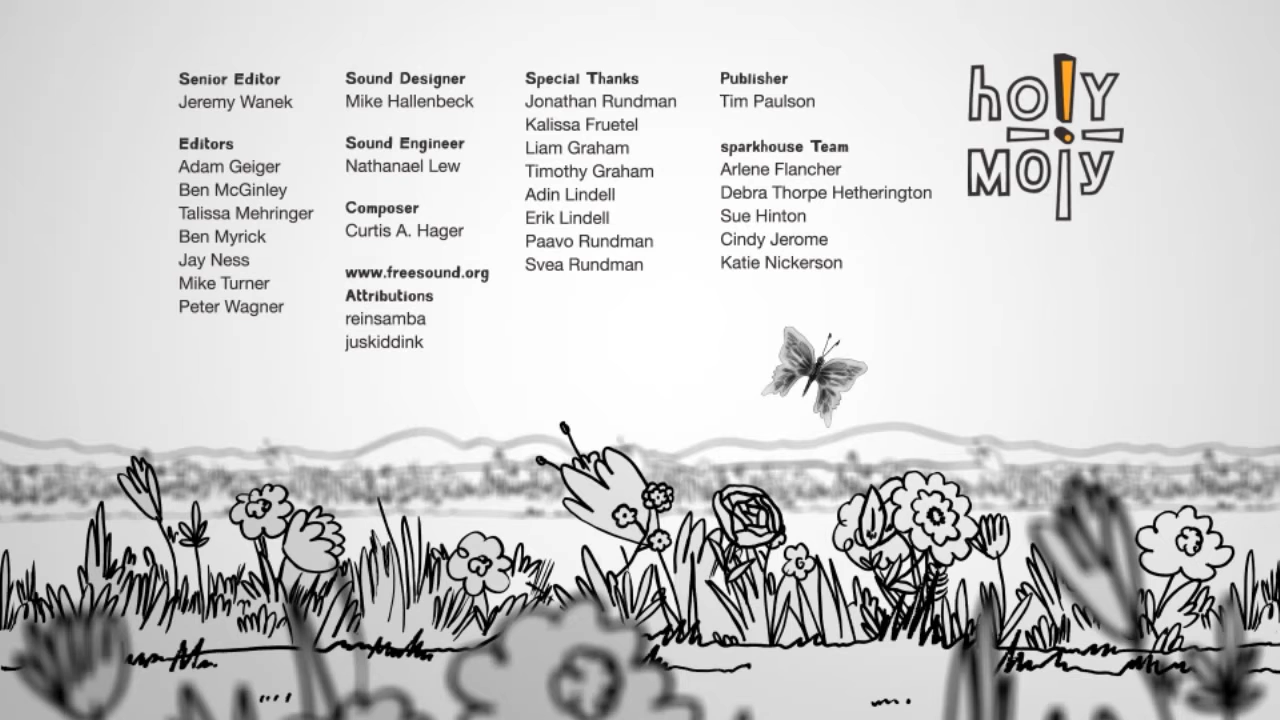 Senior Editor
Jeremy Wanek
Editors
Adam Geiger
Ben McGinley
Talissa Mehringer
Ben Myrick
Jay Ness
Mike Turner
Peter Wagner
Sound Designer
Mike Hallenbeck
Sound Engineer
Nathanael Lew
Composer
Curtis A. Hager
www.freesound.org
Attributions
reinsamba
juskiddink
Special Thanks
Jonathan Rundman
Kalissa Fruetel
Liam Graham
Timothy Graham
Adin Lindell
Erik Lindell
Paavo Rundman
Svea Rundman
Publisher
Tim Paulson
sparkhouse Team
Arlene Flancher
Debra Thorpe Hetherington
Sue Hinton
Cindy Jerome
Katie Nickerson
holy
moly